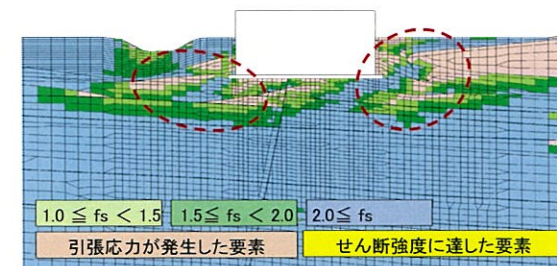 1.0 ≦ fs < 1.5
1.5≦ fs < 2.0
2.0≦ fs
引張応力が発生した要素
せん断強度に達した要素